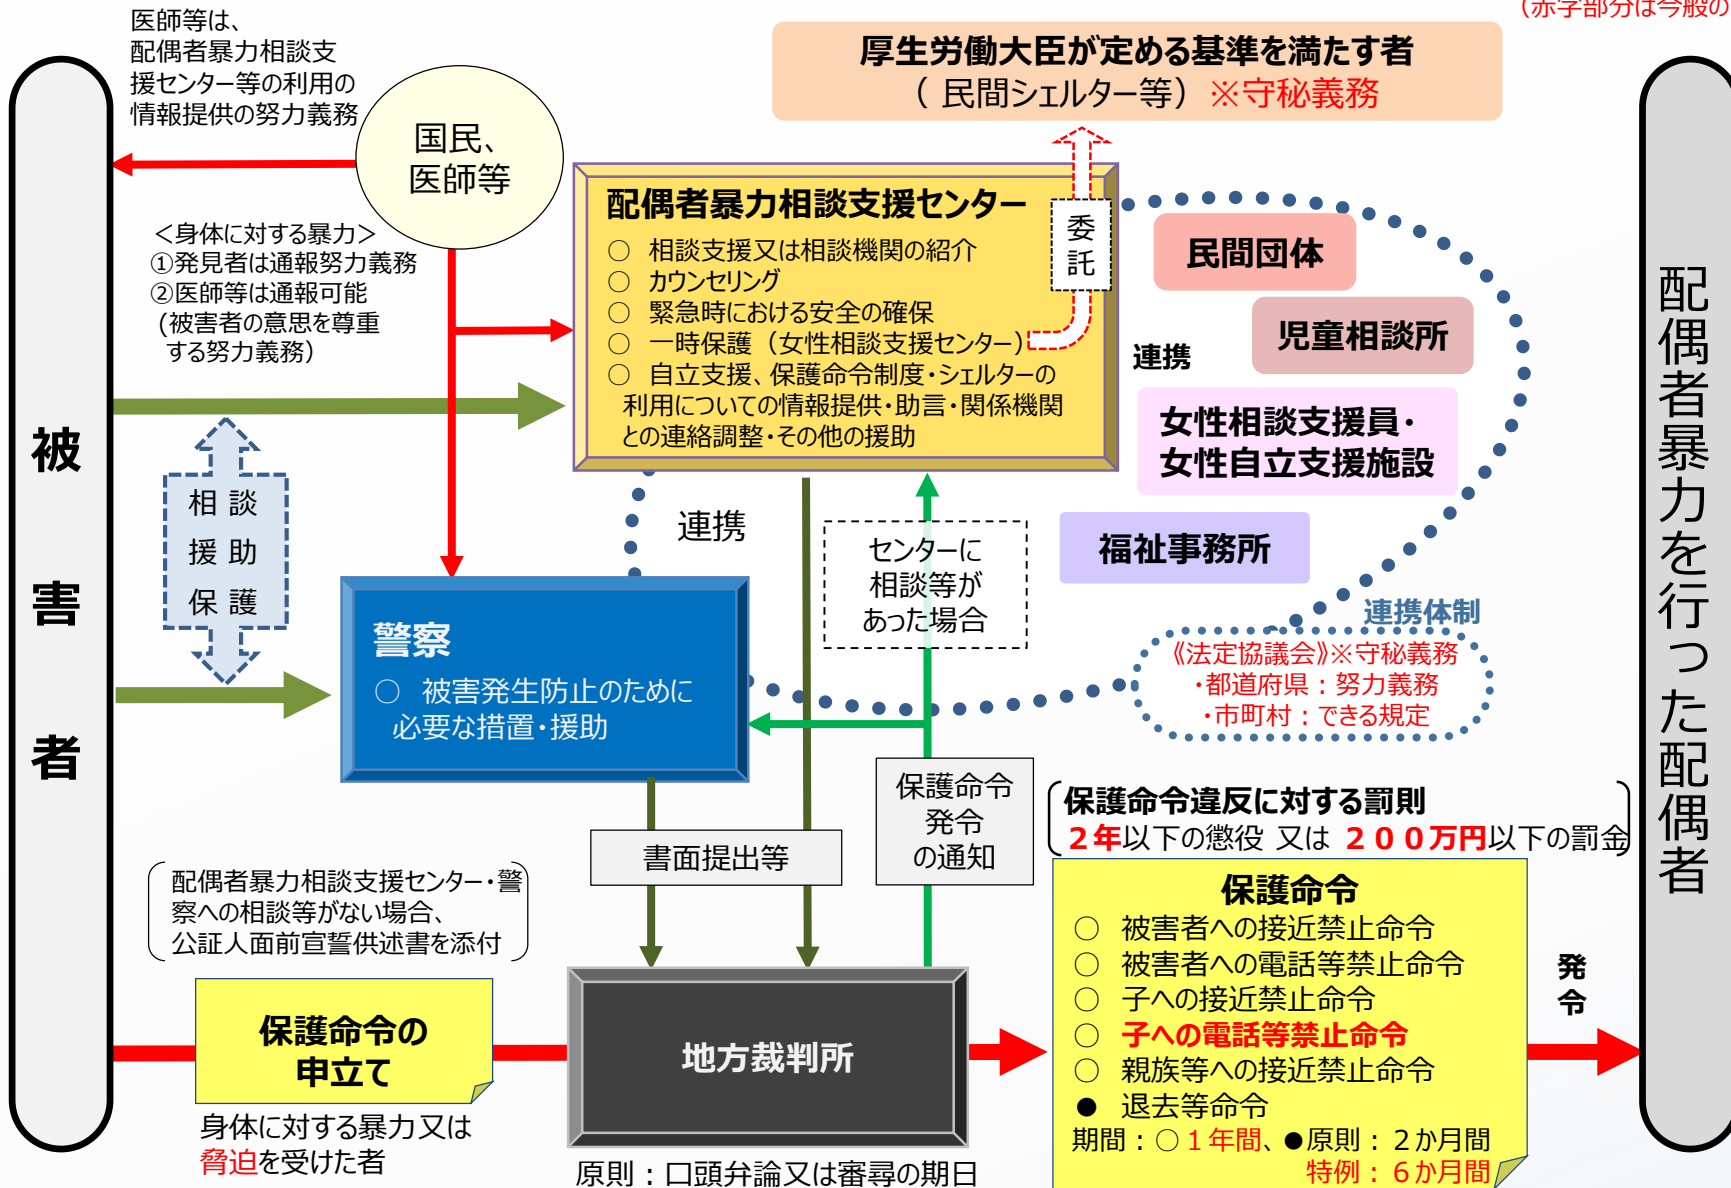 (赤字部分は今般の
医師等は、
配偶者暴力相談支
援センター等の利用の
情報提供の努力義務
国民、
医師等
厚生労働大臣が定める基準を満たす者
（ 民間シェルター等） ※守秘義務
＜身体に対する暴力＞
①発見者は通報努力義務
②医師等は通報可能
(被害者の意思を尊重
する努力義務）
配偶者暴力相談支援センター
○ 相談支援又は相談機関の紹介
○ カウンセリング
○ 緊急時における安全の確保
○ 一時保護（女性相談支援センター）
○ 自立支援、保護命令制度・シェルターの
利用についての情報提供・助言・関係機関
との連絡調整・その他の援助
委
託
民間団体
児童相談所
連携
女性相談支援員・
女性自立支援施設
福祉事務所
連携体制
《法定協議会》※守秘義務
・都道府県：努力義務
・市町村：できる規定
被
害
者
相 談
援 助
保 護
連携
警察
○ 被害発生防止のために
必要な措置・援助
センターに
相談等が
あった場合
書面提出等
保護命令
発令
の通知
配偶者暴力相談支援センター・警
察への相談等がない場合、
公証人面前宣誓供述書を添付
保護命令の
申立て
身体に対する暴力又は
脅迫を受けた者
地方裁判所
原則：口頭弁論又は審尋の期日
保護命令違反に対する罰則
２年以下の懲役 又は ２００万円以下の罰金
保護命令
○ 被害者への接近禁止命令
○ 被害者への電話等禁止命令
○ 子への接近禁止命令
○ 子への電話等禁止命令
○ 親族等への接近禁止命令
● 退去等命令
期間：○１年間、●原則：２か月間
特例：６か月間
発
令
配偶者暴力を行った配偶者